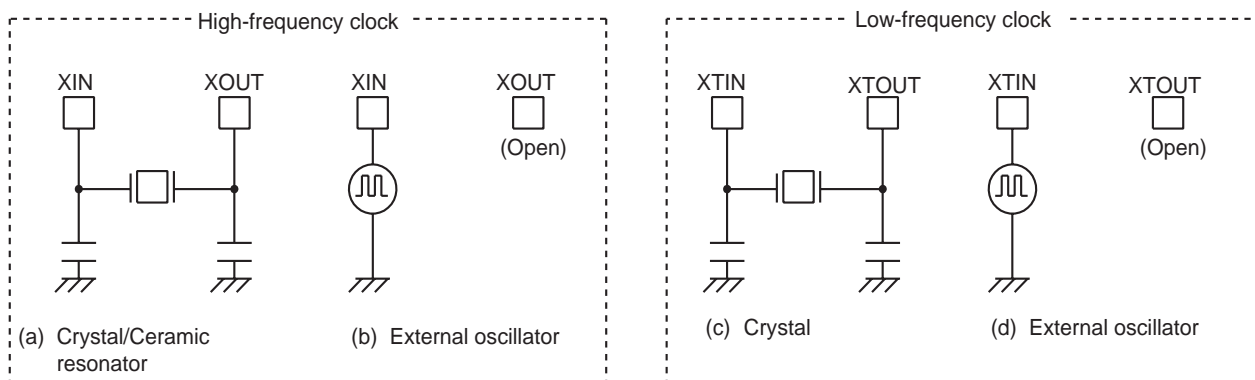 High-frequency clock
Low-frequency clock
XIN
XOUT
XIN
XOUT
(Open)
XTIN
XTOUT
XTIN
XTOUT
(Open)
(a) Crystal/Ceramic
resonator
(b) External oscillator
(c) Crystal
(d) External oscillator